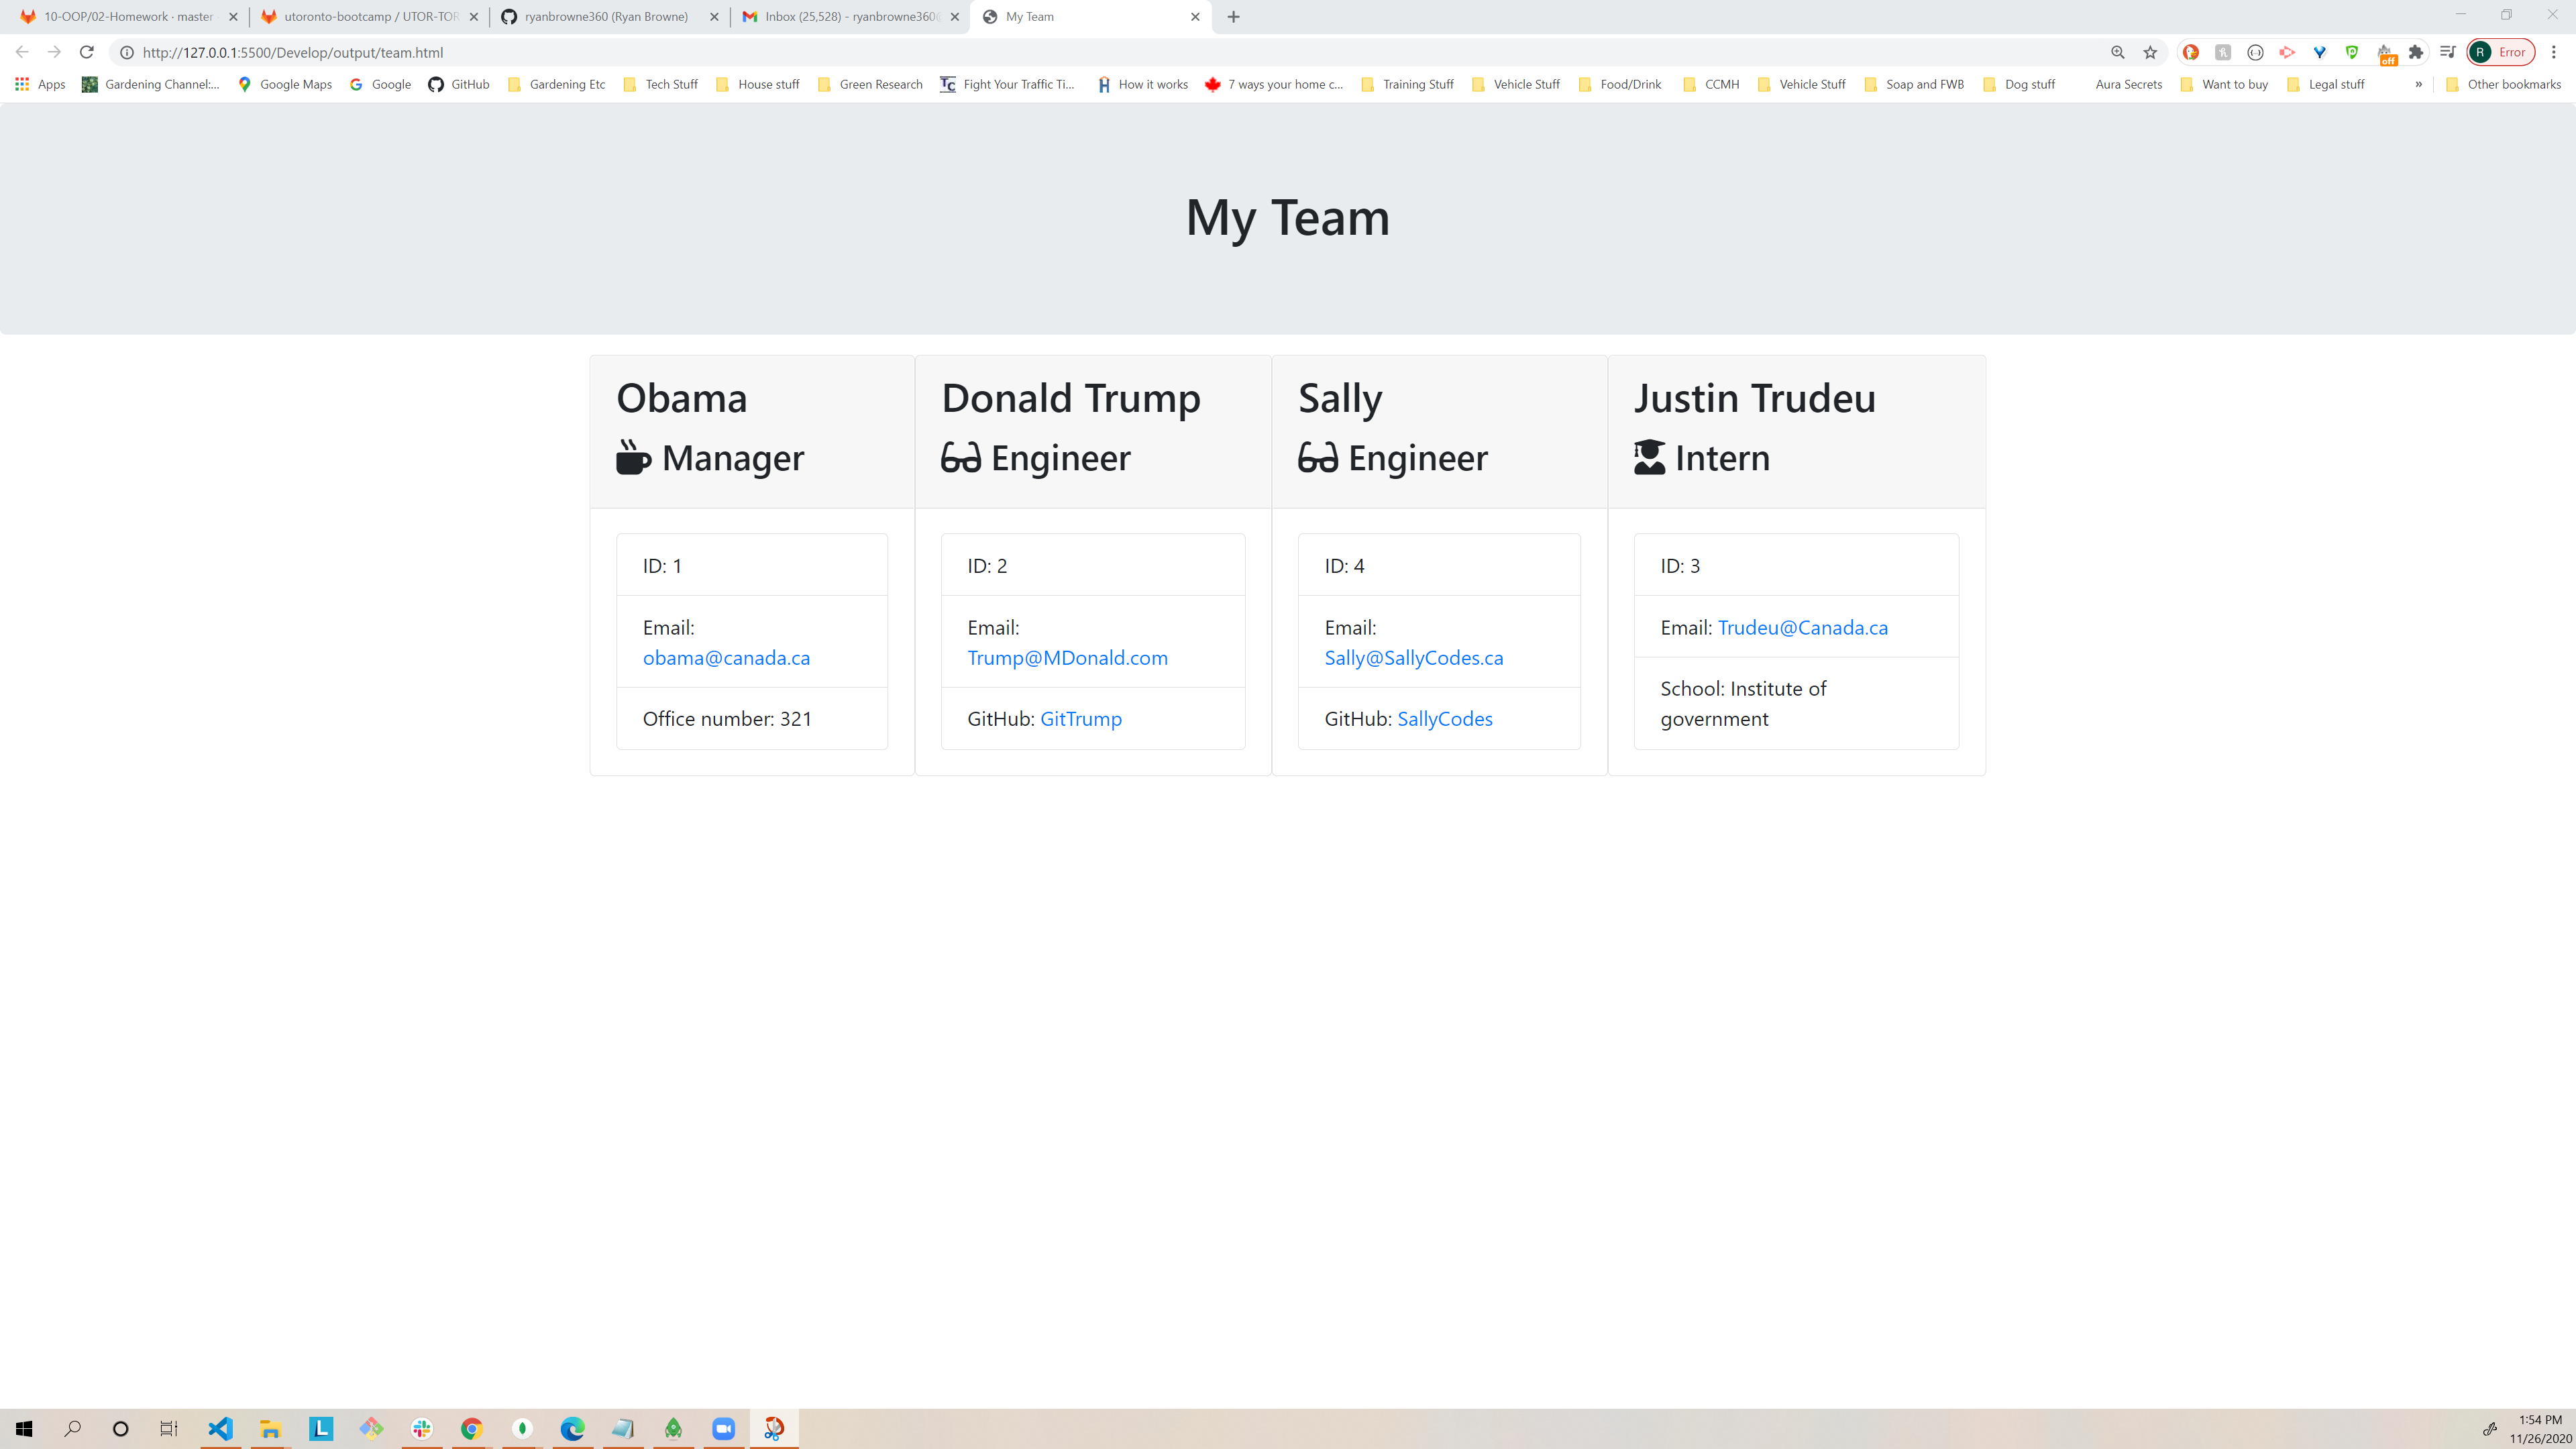 10-OOP/02-Homework · master
utoronto-bootcamp / UTOR-TOR
ryanbrowne360 (Ryan Browne)
Inbox (25,528) - ryanbrowne360
My Team
http://127.0.0.1:5500/Develop/output/team.html
off
R Error
Apps
Gardening Channel:...
Google Maps
Google
GitHub
Gardening Etc
Tech Stuff
House stuff
Green Research
TC Fight Your Traffic Ti...
How it works
7 ways your home c...
Training Stuff
Vehicle Stuff
Food/Drink
CCMH
Vehicle Stuff
Soap and FWB
Dog stuff
Aura Secrets
Want to buy
Legal stuff
»
Other bookmarks
My Team
Obama
Manager
ID: 1
Email:
obama@canada.ca
Office number: 321
Donald Trump
Engineer
ID: 2
Email:
Trump@MDonald.com
GitHub: GitTrump
Sally
Engineer
ID: 4
Email:
Sally@SallyCodes.ca
GitHub: SallyCodes
Justin Trudeu
Intern
ID: 3
Email: Trudeu@Canada.ca
School: Institute of
government
L
1:54 PM
11/26/2020